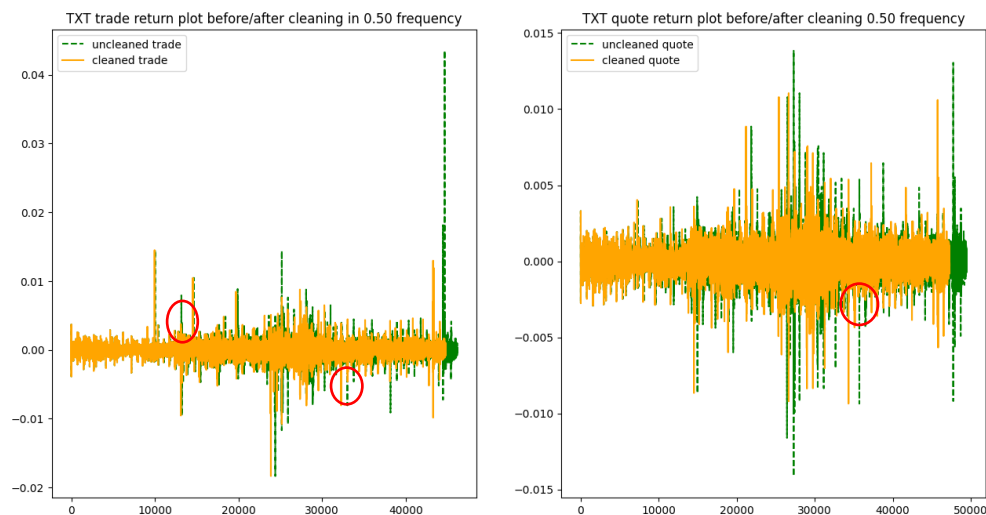 TXT trade return plot before/after cleaning in 0.50 frequency
uncleaned trade
cleaned trade
0.04
0.03
0.02
0.01
0.00
−0.01
−0.02
0 10000 20000 30000 40000
TXT quote return plot before/after cleaning 0.50 frequency
uncleaned quote
cleaned quote
0.015
0.010
0.005
0.000
−0.005
−0.010
−0.015
0 10000 20000 30000 40000 50000